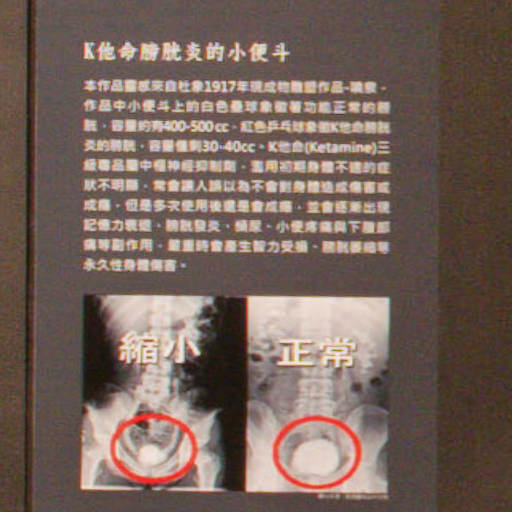 K他命膀胱炎的小便斗
本作品靈感來自杜象1917年現成物雕塑作品-噴泉。
作品中小便斗上的白色壘球象徵著功能正常的膀
胱,容量約有400-500cc。紅色乒乓球象徵K他命膀胱
炎的膀胱,容量僅剩30-40cc。K他命(Ketamine)三
級毒品屬中樞神經抑制劑,濫用初期身體不適的症
狀不明顯,常會讓人誤以為不會對身體造成傷害或
成癮,但是多次使用後還是會成癮,並會逐漸出現
記憶力衰退、膀胱發炎、頻尿、小便疼痛與下腹部
痛等副作用,嚴重時會產生智力受損、膀胱萎縮等
永久性身體傷害。
縮小
正常